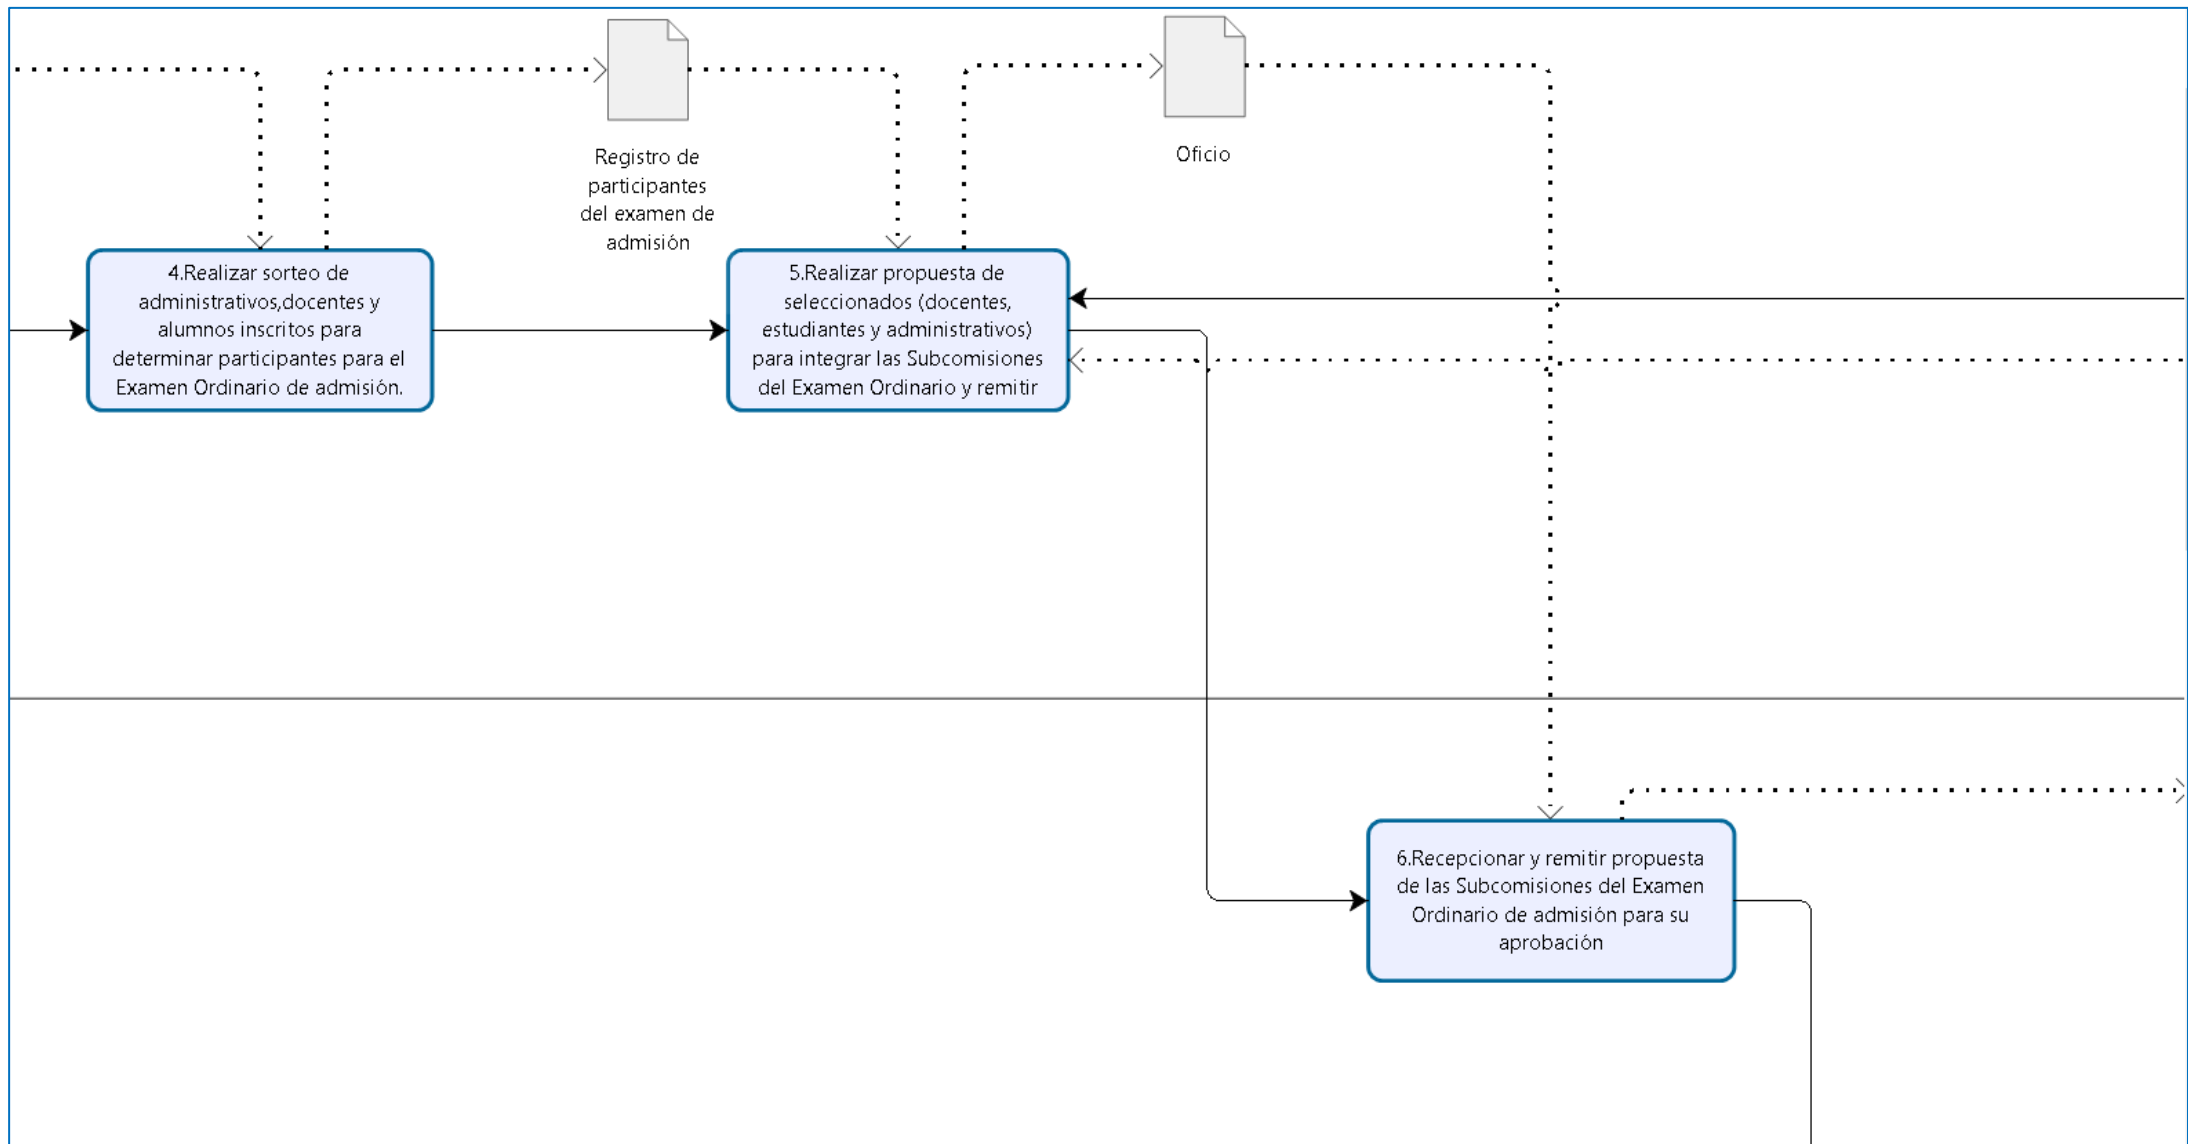 Registro de
participantes
del examen de
admisión
Oficio
4.Realizar sorteo de
administrativos,docentes y
alumnos inscritos para
determinar participantes para el
Examen Ordinario de admisión.
5.Realizar propuesta de
seleccionados (docentes,
estudiantes y administrativos)
para integrar las Subcomisiones
del Examen Ordinario y remitir
6.Recepcionar y remitir propuesta
de las Subcomisiones del Examen
Ordinario de admisión para su
aprobación